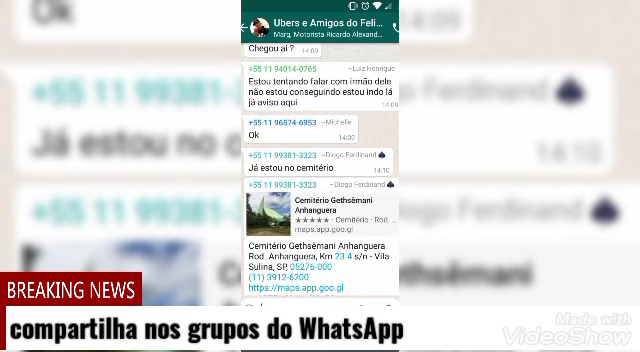 Ubers e Amigos do Feli...
Marg, Motorista Ricardo Alexand...
Chegou ai ?
14:09
+55 11 94014-0765 ~Luiz Henrique
Estou tentando falar com irmão dele
não estou conseguindo estou indo lá
já aviso aqui
14:09
+55 11 96574-6953 ~Michelle
Ok
14:09
+55 11 99381-3323 ~Diogo Ferdinand ♠
Já estou no cemitério
14:10
+55 11 99381-3323 ~Diogo Ferdinand ♠
Cemitério Gethsêmani
Anhanguera
★★★★★ · Cemitério · Rod. ...
maps.app.goo.gl
Cemitério Gethsêmani Anhanguera
Rod. Anhanguera, Km 23.4 s/n - Vila
Sulina, SP, 05276-000
(11) 3912-6200
https://maps.app.goo.gl
BREAKING NEWS
compartilha nos grupos do WhatsApp
Made with
VideoShow